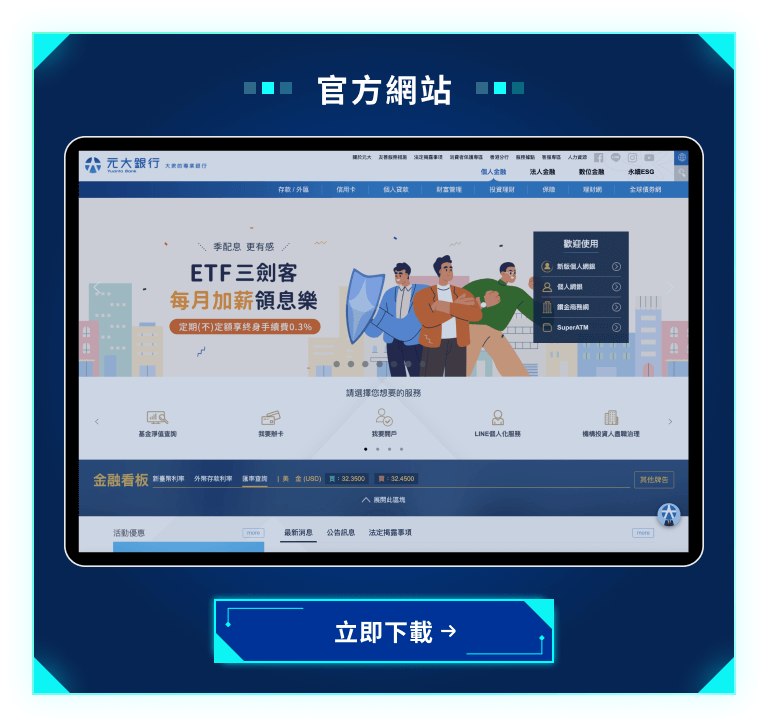 官方網站
元大銀行 大家的專業銀行
Yuanta Bank
關於元大 友善服務措施 法定揭露事項 消費者保護專區 香港分行 服務據點 客服專區 人力資源
個人金融 法人金融 數位金融 永續ESG
存款 / 外匯 信用卡 個人貸款 財富管理 投資理財 保險 理財網 全球債券網
季配息 更有感
ETF三劍客
每月加薪領息樂
定期(不)定額享終身手續費0.3%
歡迎使用
新版個人網銀
個人網銀
鑽金商務網
SuperATM
請選擇您想要的服務
基金淨值查詢 我要辦卡 我要開戶 LINE個人化服務 機構投資人盡職治理
金融看板 新臺幣利率 外幣存款利率 匯率查詢 | 美 金 (USD) 買：32.3500 賣：32.4500 其他牌告
展開此區塊
活動優惠 more 最新消息 公告訊息 法定揭露事項 more
立即下載 →